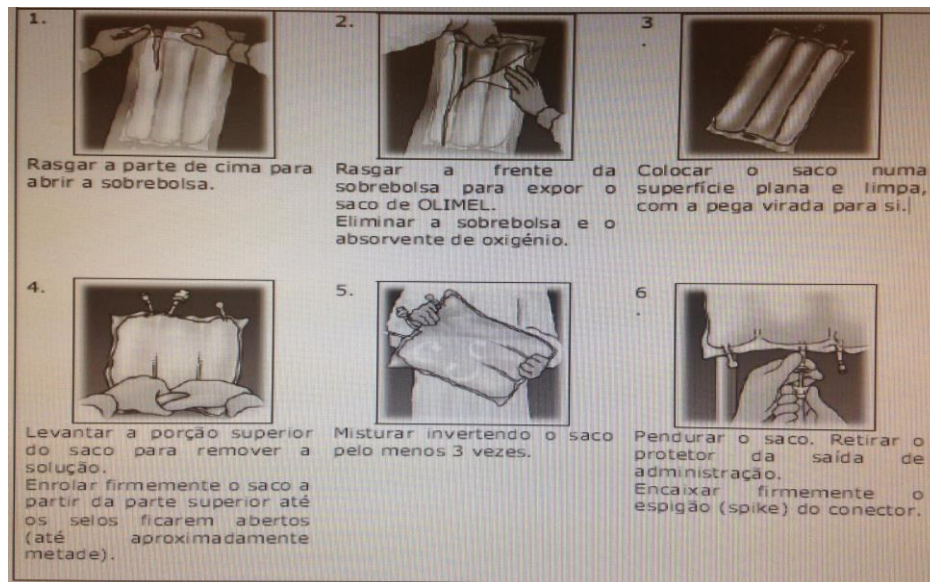 1.
Rasgar a parte de cima para
abrir a sobrebolsa.
2.
Rasgar a frente da
sobrebolsa para expor o
saco de OLIMEL.
Eliminar a sobrebolsa e o
absorvente de oxigénio.
3
.
Colocar o saco numa
superfície plana e limpa,
com a pega virada para si.
4.
Levantar a porção superior
do saco para remover a
solução.
Enrolar firmemente o saco a
partir da parte superior até
os selos ficarem abertos
(até aproximadamente
metade).
5.
Misturar invertendo o saco
pelo menos 3 vezes.
6
.
Pendurar o saco. Retirar o
protetor da saída de
administração.
Encaixar firmemente o
espigão (spike) do conector.